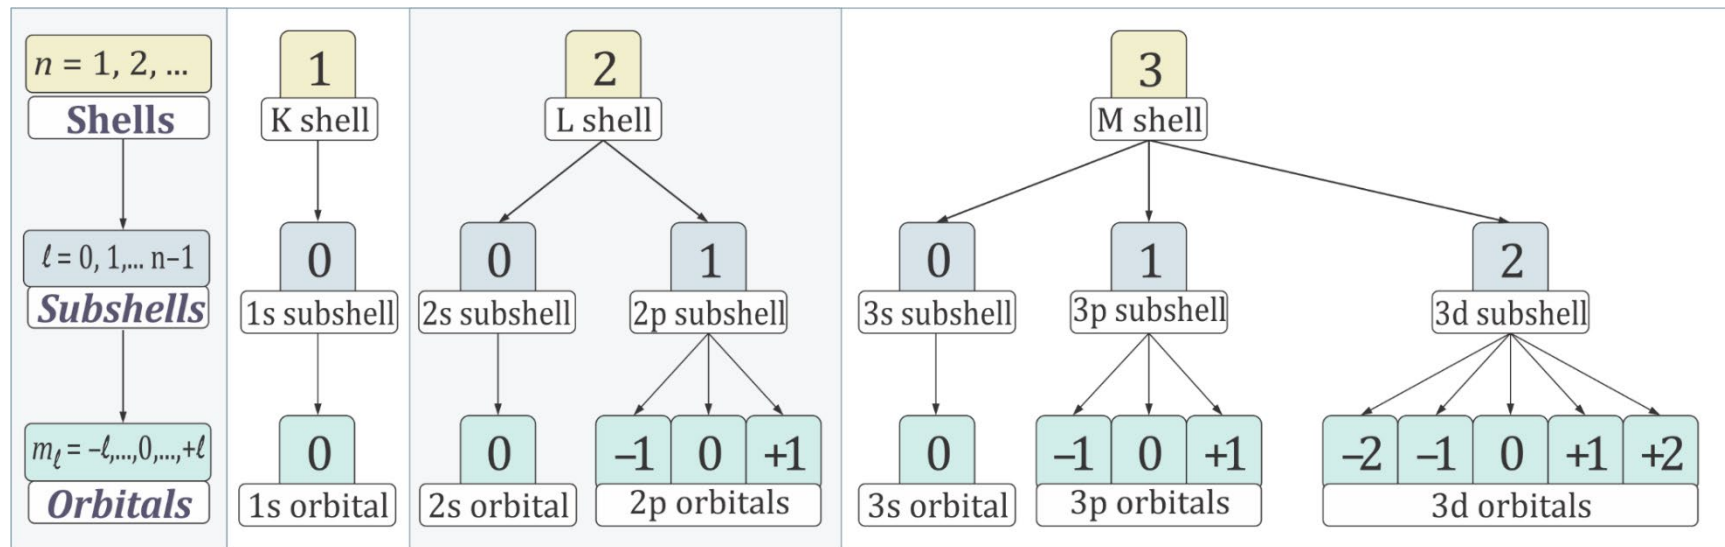 n = 1, 2, ...
1
2
3
Shells
K shell
L shell
M shell
ℓ = 0, 1,... n−1
0
0
1
0
1
2
Subshells
1s subshell
2s subshell
2p subshell
3s subshell
3p subshell
3d subshell
mℓ = −ℓ,...,0,...,+ℓ
0
0
−1 0 +1
0
−1 0 +1
−2 −1 0 +1 +2
Orbitals
1s orbital
2s orbital
2p orbitals
3s orbital
3p orbitals
3d orbitals